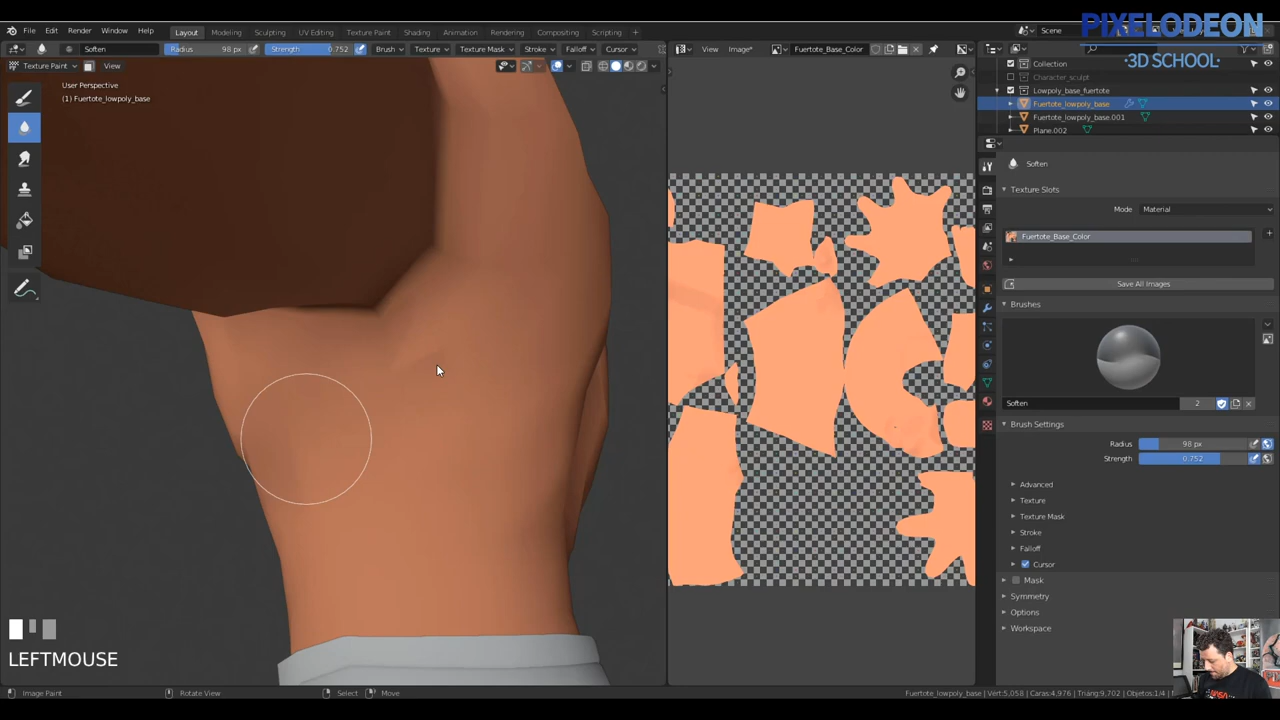 File Edit Render Window Help
Layout Modeling Sculpting UV Editing Texture Paint Shading Animation Rendering Compositing Scripting
Scene
PIXELODEON
·3D SCHOOL·
Soften Radius 98 px Strength 0.752 Brush Texture Texture Mask Stroke Falloff Cursor
View Image* Fuertote_Base_Color
Texture Paint View
User Perspective
(1) Fuertote_lowpoly_base
Collection
Character_sculpt
Lowpoly_base_fuertote
Fuertote_lowpoly_base
Fuertote_lowpoly_base.001
Plane.002
Soften
Texture Slots
Mode Material
Fuertote_Base_Color
Save All Images
Brushes
Soften 2
Brush Settings
Radius 98 px
Strength 0.752
Advanced
Texture
Texture Mask
Stroke
Falloff
Cursor
Mask
Symmetry
Options
Workspace
LEFTMOUSE
Image Paint Rotate View Select Move
Fuertote_lowpoly_base | Vért:5,058 | Caras:4,976 | Triáng:9,702 | Objetos:1/4 |